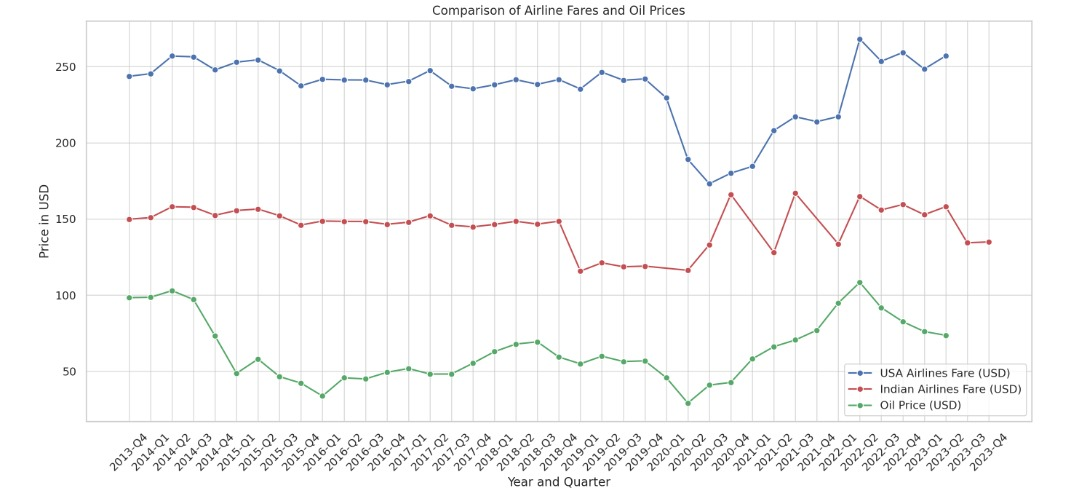 Comparison of Airline Fares and Oil Prices
Price in USD
250
200
150
100
50
USA Airlines Fare (USD)
Indian Airlines Fare (USD)
Oil Price (USD)
2013-Q4
2014-Q1
2014-Q2
2014-Q3
2014-Q4
2015-Q1
2015-Q2
2015-Q3
2015-Q4
2016-Q1
2016-Q2
2016-Q3
2016-Q4
2017-Q1
2017-Q2
2017-Q3
2017-Q4
2018-Q1
2018-Q2
2018-Q3
2018-Q4
2019-Q1
2019-Q2
2019-Q3
2019-Q4
2020-Q1
2020-Q2
2020-Q3
2020-Q4
2021-Q1
2021-Q2
2021-Q3
2021-Q4
2022-Q1
2022-Q2
2022-Q3
2022-Q4
2023-Q1
2023-Q2
2023-Q3
2023-Q4
Year and Quarter